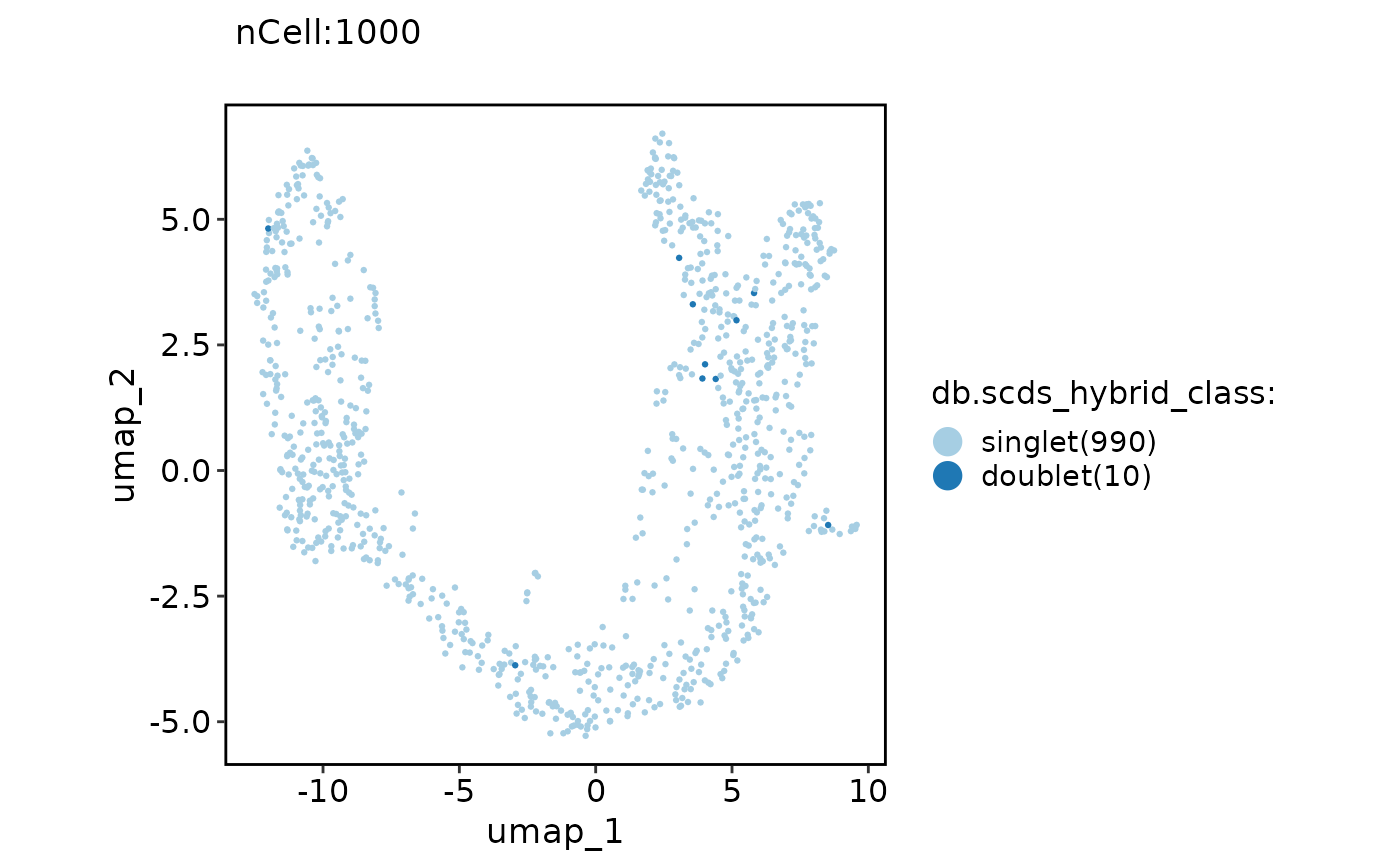 nCell:1000
5.0
2.5
0.0
-2.5
-5.0
umap_2
-10
-5
0
5
10
umap_1
db.scds_hybrid_class:
singlet(990)
doublet(10)